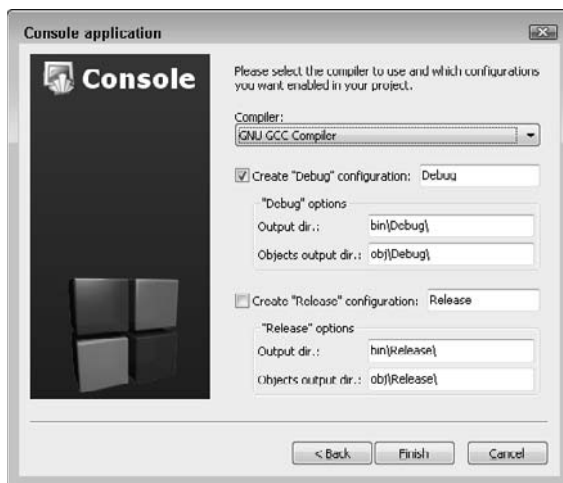 Console application
Console
Please select the compiler to use and which configurations
you want enabled in your project.
Compiler:
GNU GCC Compiler
Create "Debug" configuration: Debug
"Debug" options
Output dir.: bin\Debug\
Objects output dir.: obj\Debug\
Create "Release" configuration: Release
"Release" options
Output dir.: bin\Release\
Objects output dir.: obj\Release\
< Back Finish Cancel